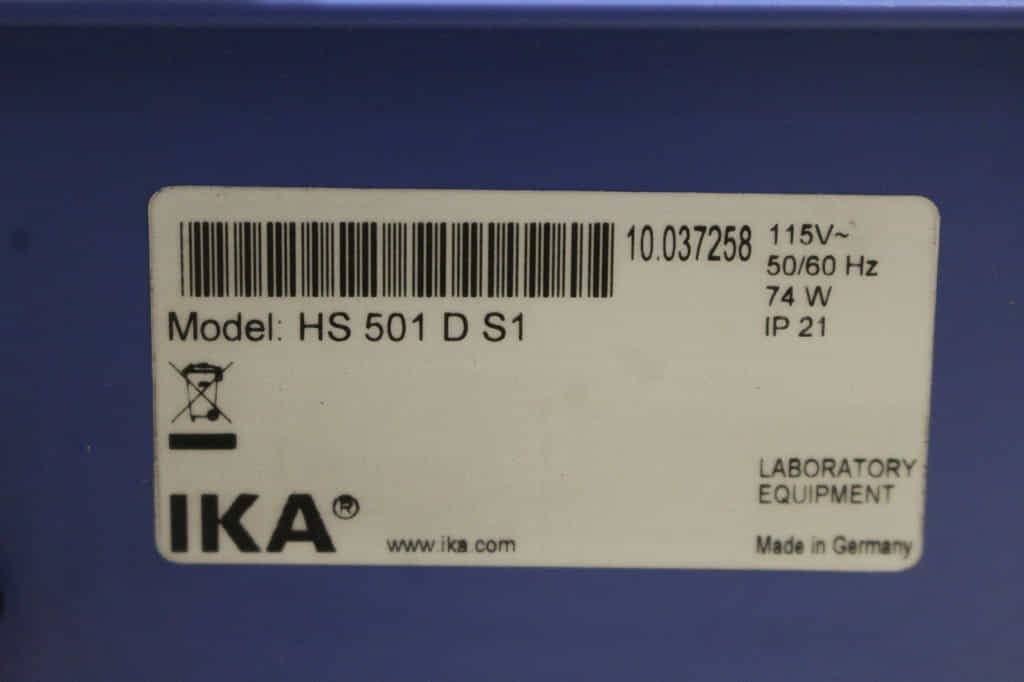 10.037258
115V~
50/60 Hz
74 W
IP 21
Model: HS 501 D S1
LABORATORY
EQUIPMENT
IKA®
www.ika.com
Made in Germany